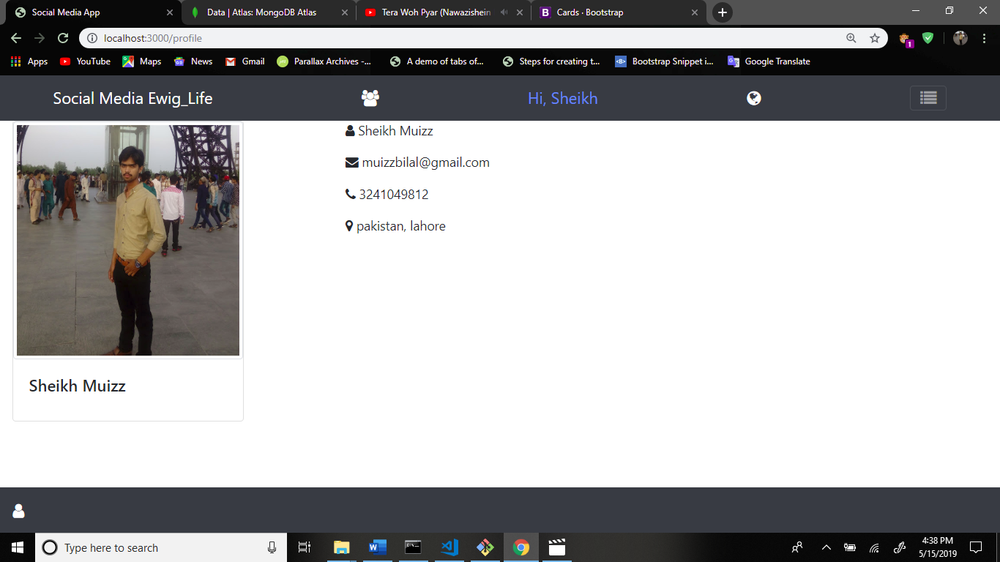 Social Media App
Data | Atlas: MongoDB Atlas
Tera Woh Pyar (Nawazishein
Cards · Bootstrap
localhost:3000/profile
1
Apps
YouTube
Maps
News
Gmail
Parallax Archives -...
A demo of tabs of...
Steps for creating t...
Bootstrap Snippet i...
Google Translate
Social Media Ewig_Life
Hi, Sheikh
Sheikh Muizz
muizzbilal@gmail.com
3241049812
pakistan, lahore
Sheikh Muizz
Type here to search
4:38 PM
5/15/2019